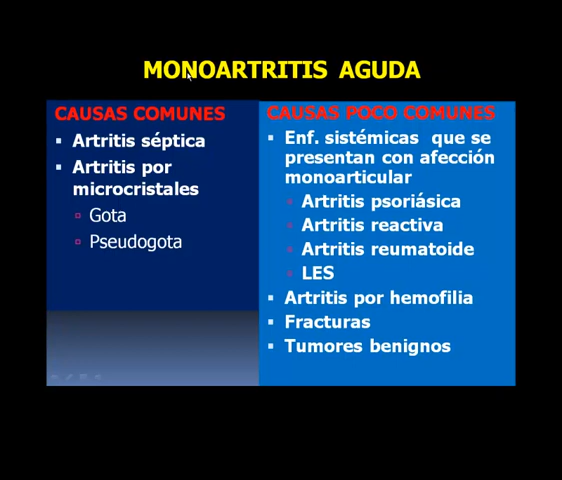 MONOARTRITIS AGUDA
CAUSAS COMUNES
Artritis séptica
Artritis por
microcristales
Gota
Pseudogota
CAUSAS POCO COMUNES
Enf. sistémicas que se
presentan con afección
monoarticular
Artritis psoriásica
Artritis reactiva
Artritis reumatoide
LES
Artritis por hemofilia
Fracturas
Tumores benignos